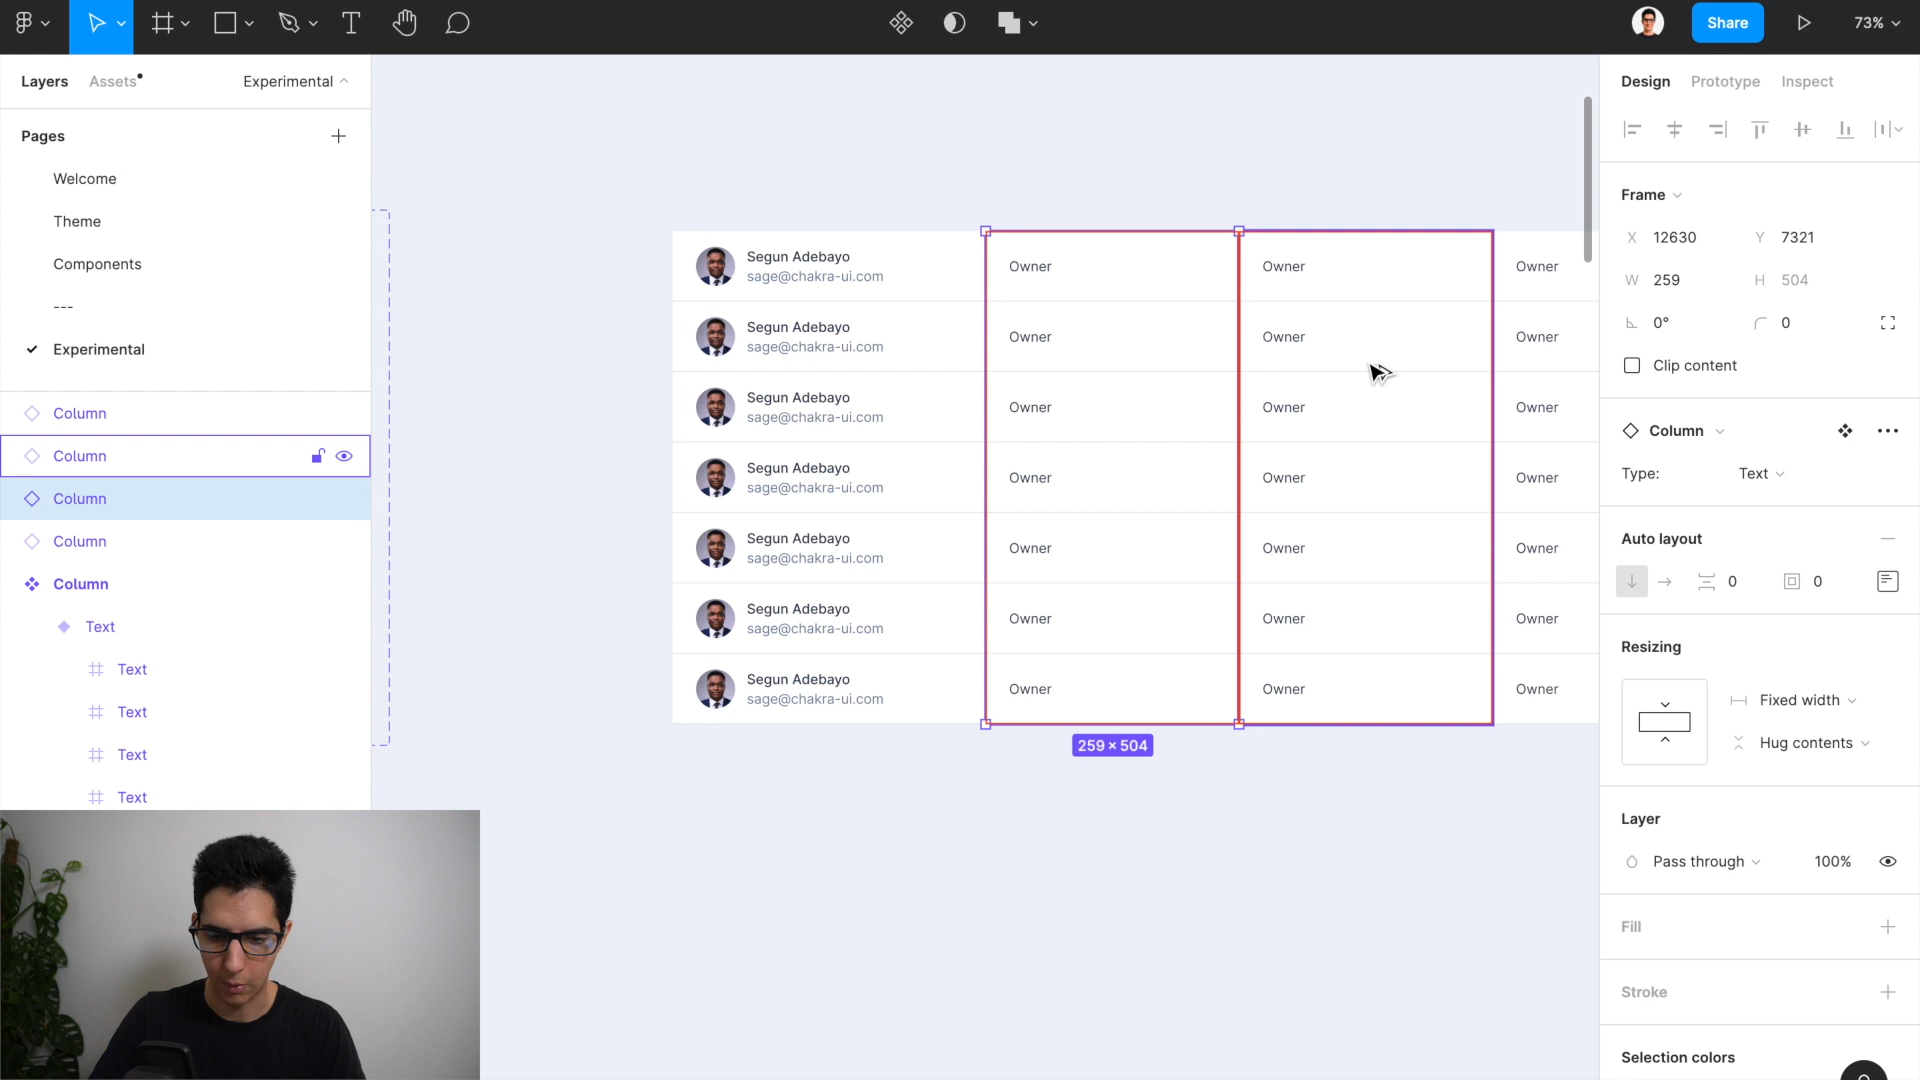 Share
73%
Layers
Assets
Experimental
Pages
Welcome
Theme
Components
---
Experimental
Column
Column
Column
Column
Column
Text
Text
Text
Text
Text
Segun Adebayo
sage@chakra-ui.com
Owner
Owner
Owner
Segun Adebayo
sage@chakra-ui.com
Owner
Owner
Owner
Segun Adebayo
sage@chakra-ui.com
Owner
Owner
Owner
Segun Adebayo
sage@chakra-ui.com
Owner
Owner
Owner
Segun Adebayo
sage@chakra-ui.com
Owner
Owner
Owner
Segun Adebayo
sage@chakra-ui.com
Owner
Owner
Owner
Segun Adebayo
sage@chakra-ui.com
Owner
Owner
Owner
259 × 504
Design
Prototype
Inspect
Frame
X 12630
Y 7321
W 259
H 504
0°
0
Clip content
Column
Type:
Text
Auto layout
0
0
Resizing
Fixed width
Hug contents
Layer
Pass through
100%
Fill
Stroke
Selection colors